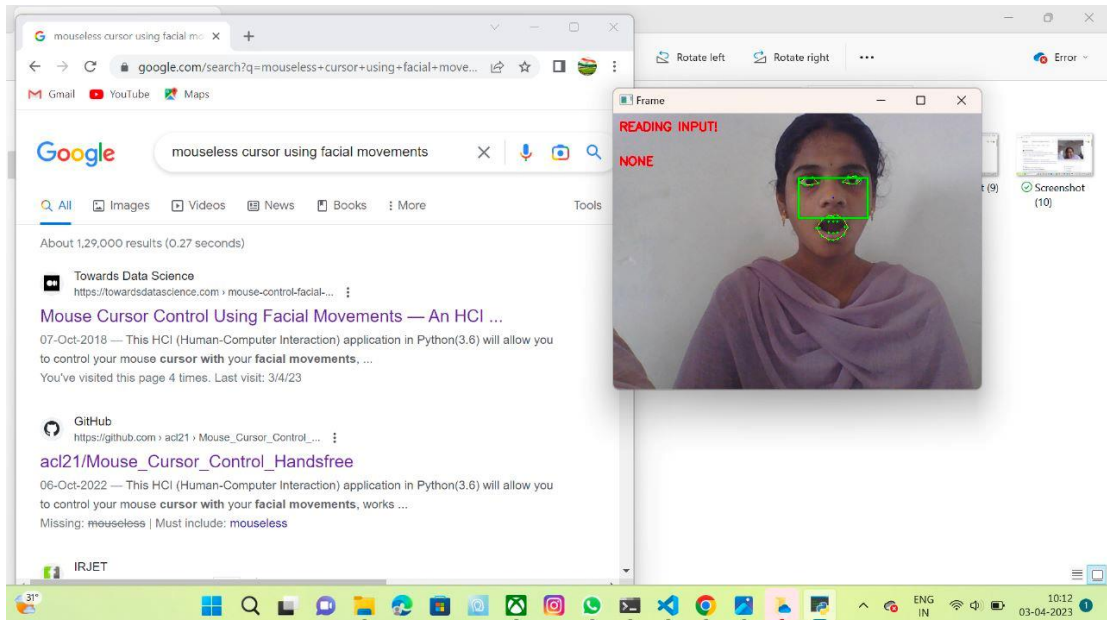 mouseless cursor using facial mo
google.com/search?q=mouseless+cursor+using+facial+move...
Gmail YouTube Maps
Google
mouseless cursor using facial movements
All Images Videos News Books More Tools
About 1,29,000 results (0.27 seconds)
Towards Data Science
https://towardsdatascience.com › mouse-control-facial-...
Mouse Cursor Control Using Facial Movements — An HCI ...
07-Oct-2018 — This HCI (Human-Computer Interaction) application in Python(3.6) will allow you
to control your mouse cursor with your facial movements, ...
You've visited this page 4 times. Last visit: 3/4/23
GitHub
https://github.com › acl21 › Mouse_Cursor_Control_...
acl21/Mouse_Cursor_Control_Handsfree
06-Oct-2022 — This HCI (Human-Computer Interaction) application in Python(3.6) will allow you
to control your mouse cursor with your facial movements, works ...
Missing: mouseless | Must include: mouseless
IRJET
Rotate left Rotate right ... Error
Frame
READING INPUT!
NONE
t (9)
Screenshot
(10)
31°
ENG
IN
10:12
03-04-2023
1